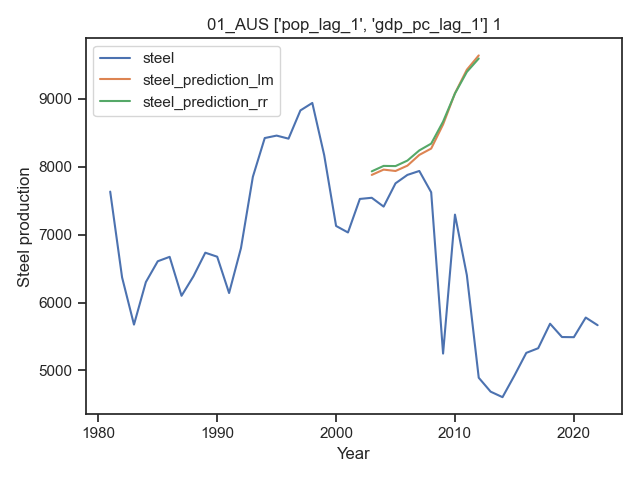 01_AUS ['pop_lag_1', 'gdp_pc_lag_1'] 1
steel
steel_prediction_lm
steel_prediction_rr
Steel production
9000
8000
7000
6000
5000
1980 1990 2000 2010 2020
Year